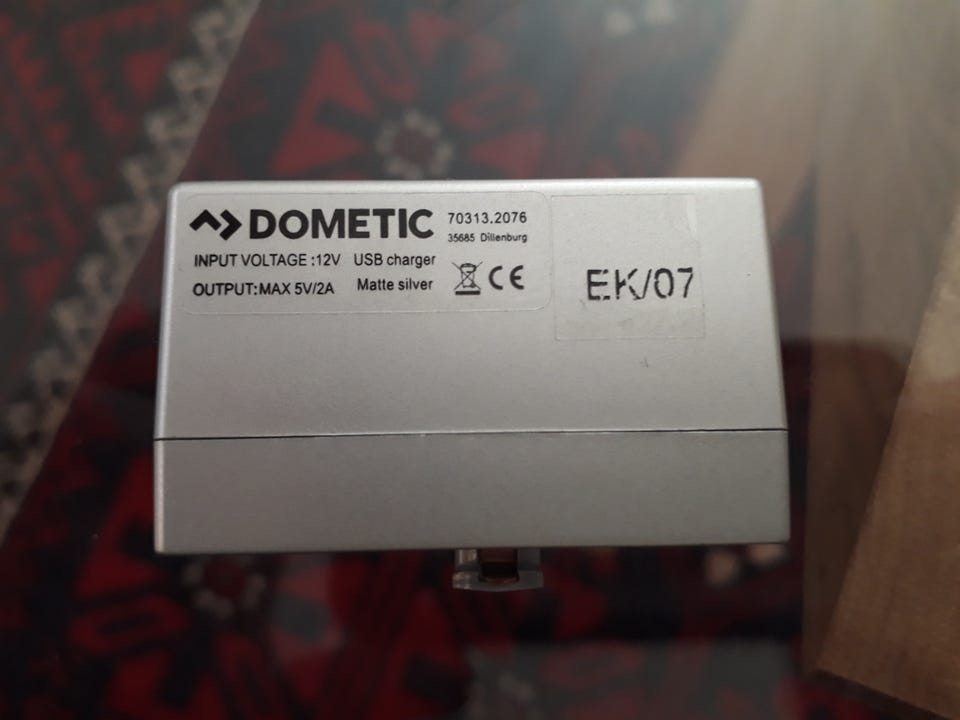 DOMETIC 70313.2076
35685 Dillenburg
INPUT VOLTAGE :12V USB charger
OUTPUT:MAX 5V/2A Matte silver CE
EK/07